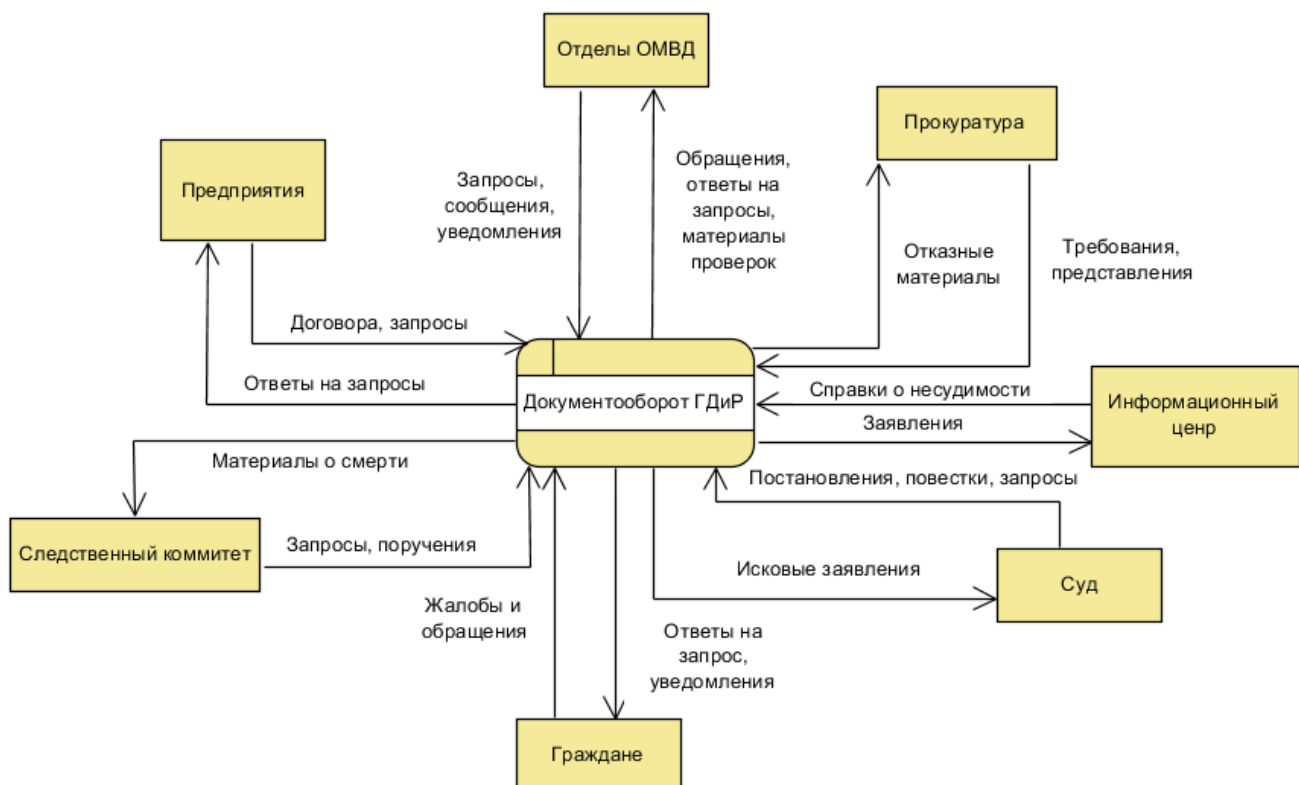 Отделы ОМВД
Прокуратура
Предприятия
Запросы,
сообщения,
уведомления
Обращения,
ответы на
запросы,
материалы
проверок
Отказные
материалы
Требования,
представления
Договора, запросы
Ответы на запросы
Документооборот ГДиР
Справки о несудимости
Заявления
Информационный
ценр
Материалы о смерти
Постановления, повестки, запросы
Следственный коммитет
Запросы, поручения
Исковые заявления
Суд
Жалобы и
обращения
Ответы на
запрос,
уведомления
Граждане